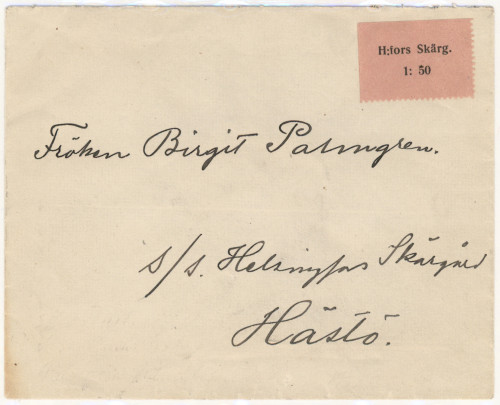 H:fors Skärg.
1: 50
Fröken Birgit Palmgren.
s/s. Helsingfors Skärgård
Hästö.